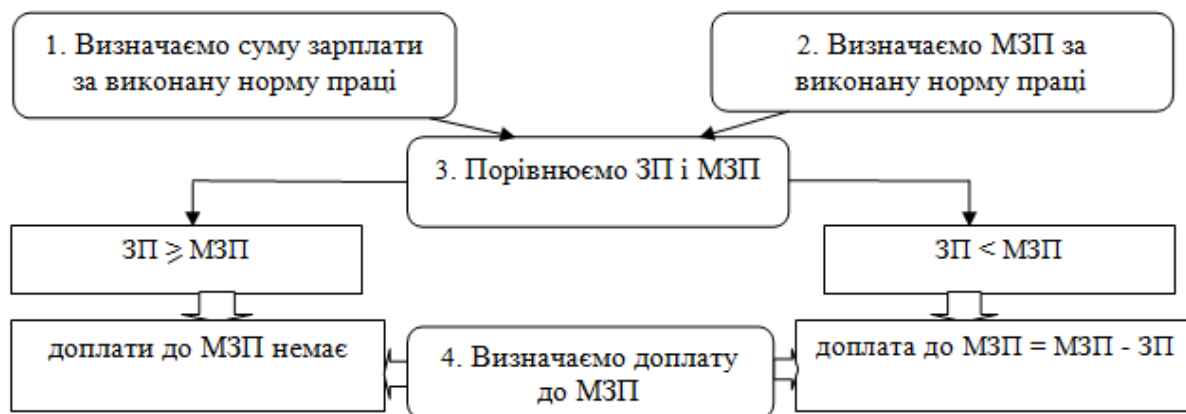 1. Визначаємо суму зарплати
за виконану норму праці
2. Визначаємо МЗП за
виконану норму праці
3. Порівнюємо ЗП і МЗП
ЗП ⩾ МЗП
ЗП < МЗП
доплати до МЗП немає
4. Визначаємо доплату
до МЗП
доплата до МЗП = МЗП - ЗП